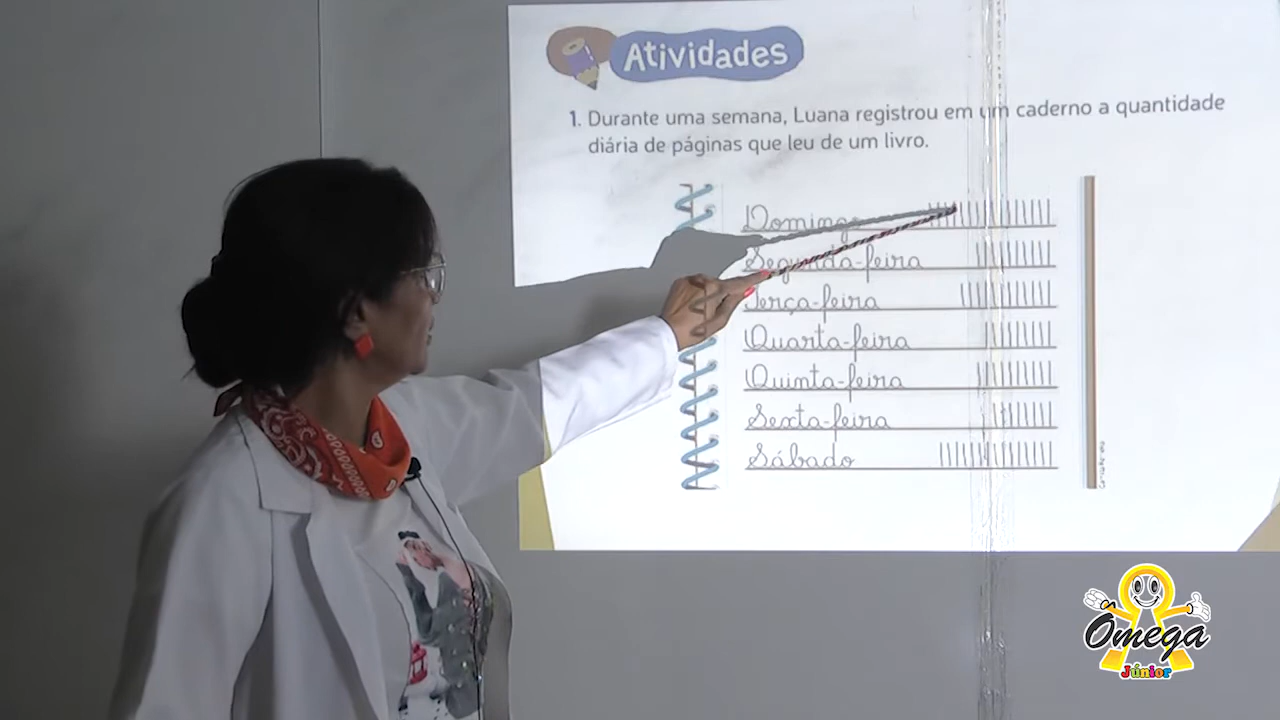 Atividades
1. Durante uma semana, Luana registrou em um caderno a quantidade
diária de páginas que leu de um livro.
Domingo
Segunda-feira
Terça-feira
Quarta-feira
Quinta-feira
Sexta-feira
Sábado
Ômega
Júnior